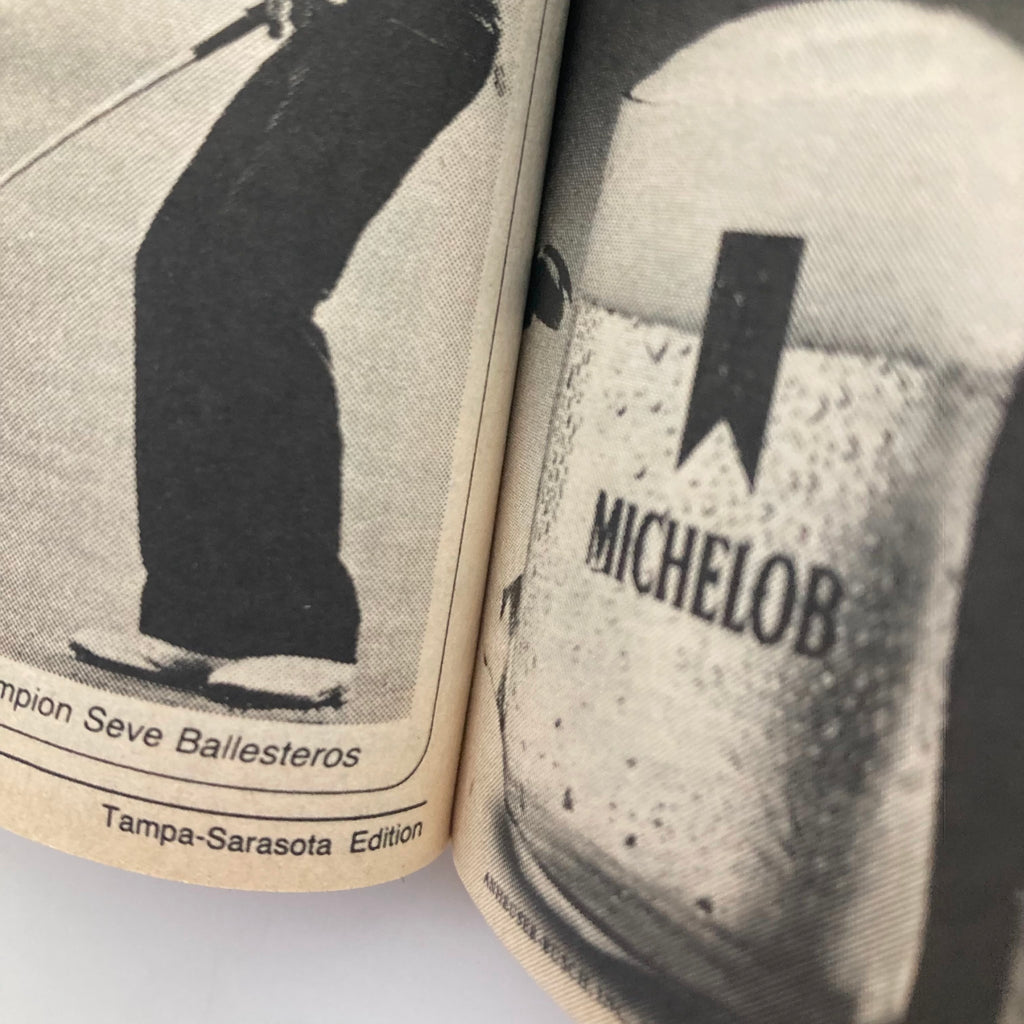 mpion Seve Ballesteros
Tampa-Sarasota Edition
MICHELOB